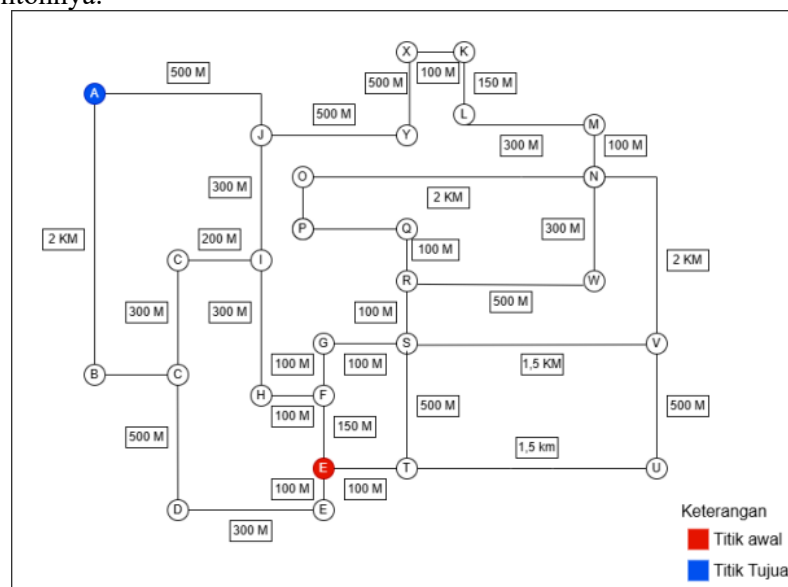 X K
500 M
100 M
A
500 M
150 M
L
M
500 M
J Y
300 M
100 M
O N
300 M
2 KM
P Q
2 KM
200 M
100 M
300 M
2 KM
C I
R W
500 M
300 M
300 M
100 M
G S V
100 M
100 M
1,5 KM
B C
H F
100 M
500 M
500 M
150 M
500 M
1,5 km
E T U
100 M
100 M
D E
300 M
Keterangan
Titik awal
Titik Tujua